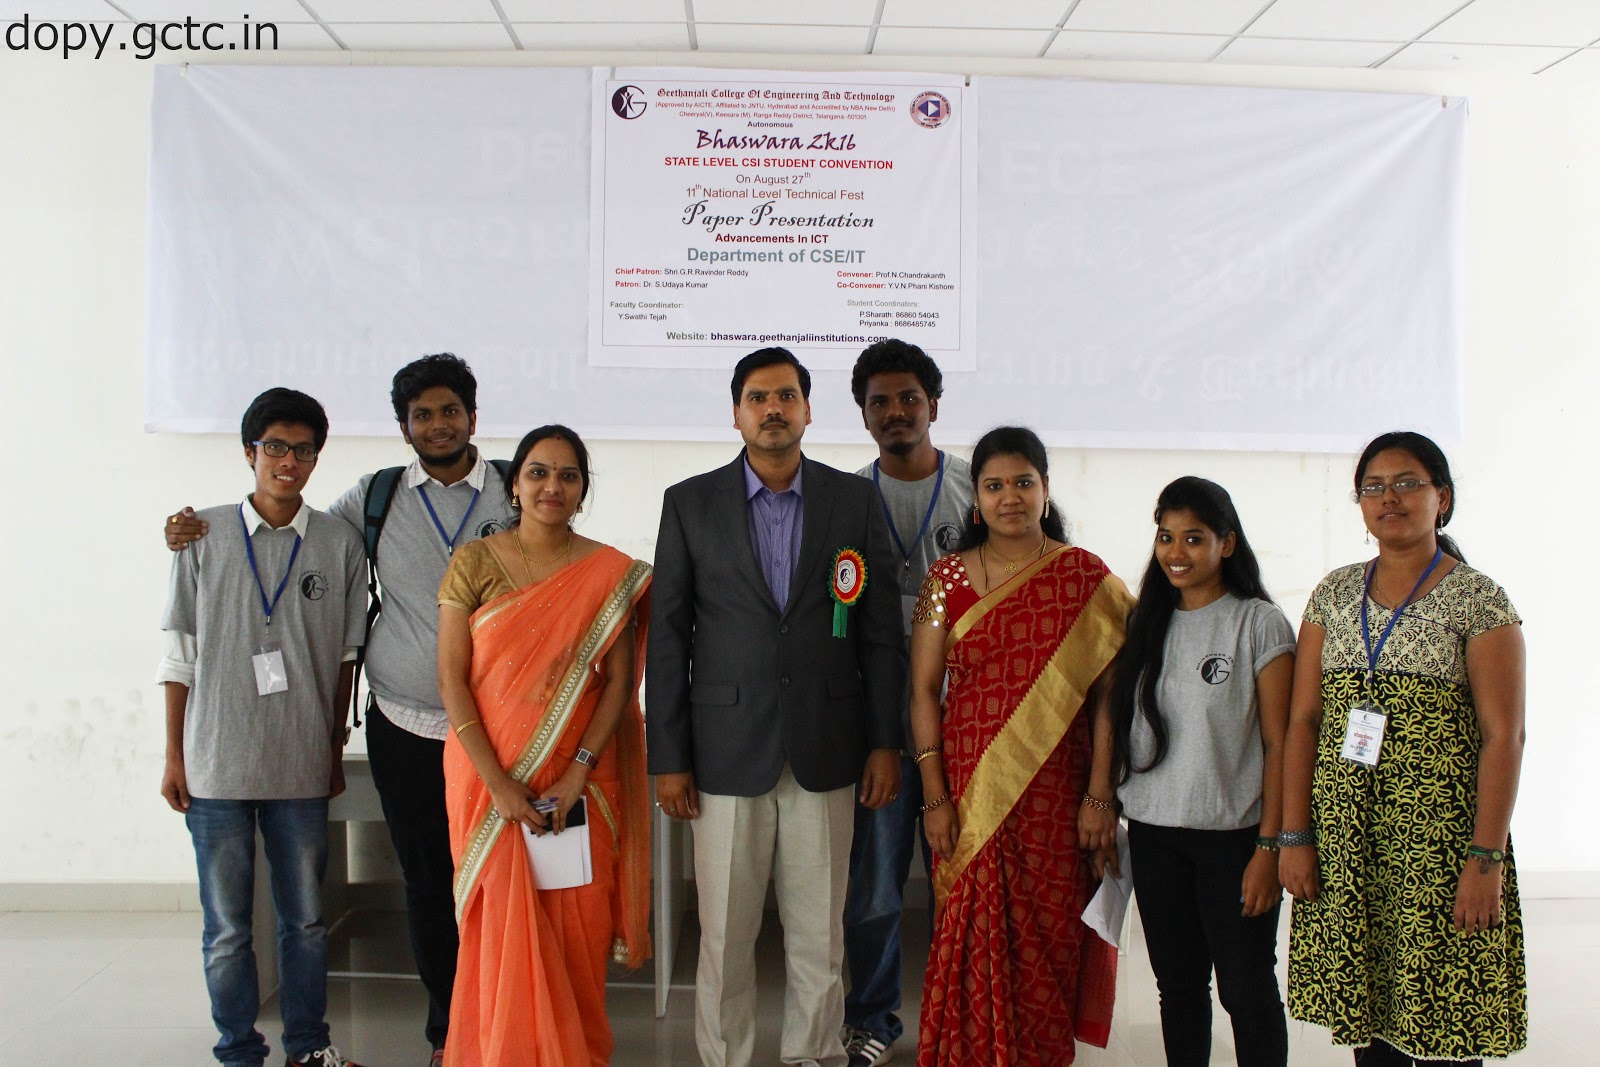 dopy.gctc.in
Geethanjali College Of Engineering And Technology
(Approved by AICTE, Affiliated to JNTU, Hyderabad and Accredited by NBA,New Delhi)
Cheeryal(V), Keesara (M), Ranga Reddy District, Telangana -501301.
Autonomous
Bhaswara 2k16
STATE LEVEL CSI STUDENT CONVENTION
On August 27th
11th National Level Technical Fest
Paper Presentation
Advancements In ICT
Department of CSE/IT
Chief Patron: Shri.G.R.Ravinder Reddy
Convener: Prof.N.Chandrakanth
Patron: Dr. S.Udaya Kumar
Co-Convener: Y.V.N.Phani Kishore
Faculty Coordinator:
Student Coordinators:
Y.Swathi Tejah
P.Sharath: 86860 54043
Priyanka : 8686485745
Website: bhaswara.geethanjaliinstitutions.com